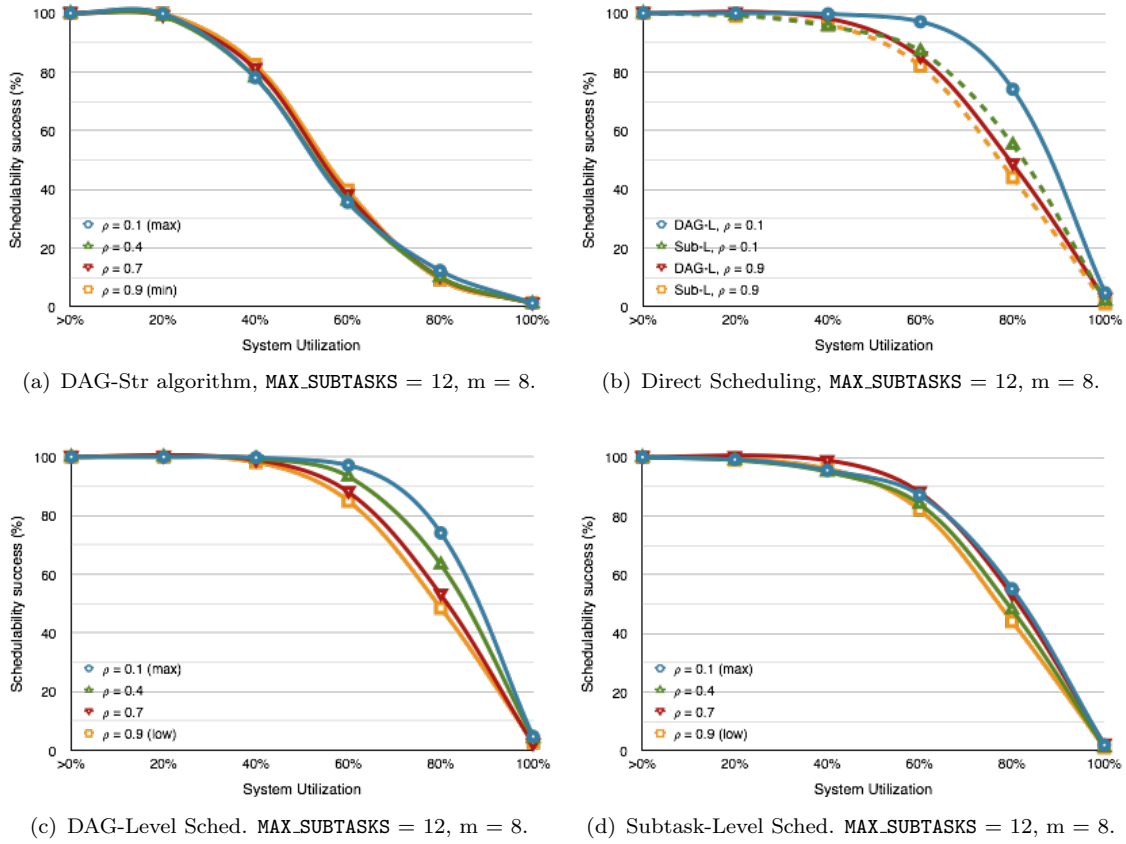 100
80
60
40
20
0
Schedulability success (%)
ρ = 0.1 (max)
ρ = 0.4
ρ = 0.7
ρ = 0.9 (min)
>0% 20% 40% 60% 80% 100%
System Utilization
(a) DAG-Str algorithm, MAX_SUBTASKS = 12, m = 8.
100
80
60
40
20
0
Schedulability success (%)
DAG-L, ρ = 0.1
Sub-L, ρ = 0.1
DAG-L, ρ = 0.9
Sub-L, ρ = 0.9
>0% 20% 40% 60% 80% 100%
System Utilization
(b) Direct Scheduling, MAX_SUBTASKS = 12, m = 8.
100
80
60
40
20
0
Schedulability success (%)
ρ = 0.1 (max)
ρ = 0.4
ρ = 0.7
ρ = 0.9 (low)
>0% 20% 40% 60% 80% 100%
System Utilization
(c) DAG-Level Sched. MAX_SUBTASKS = 12, m = 8.
100
80
60
40
20
0
Schedulability success (%)
ρ = 0.1 (max)
ρ = 0.4
ρ = 0.7
ρ = 0.9 (low)
>0% 20% 40% 60% 80% 100%
System Utilization
(d) Subtask-Level Sched. MAX_SUBTASKS = 12, m = 8.